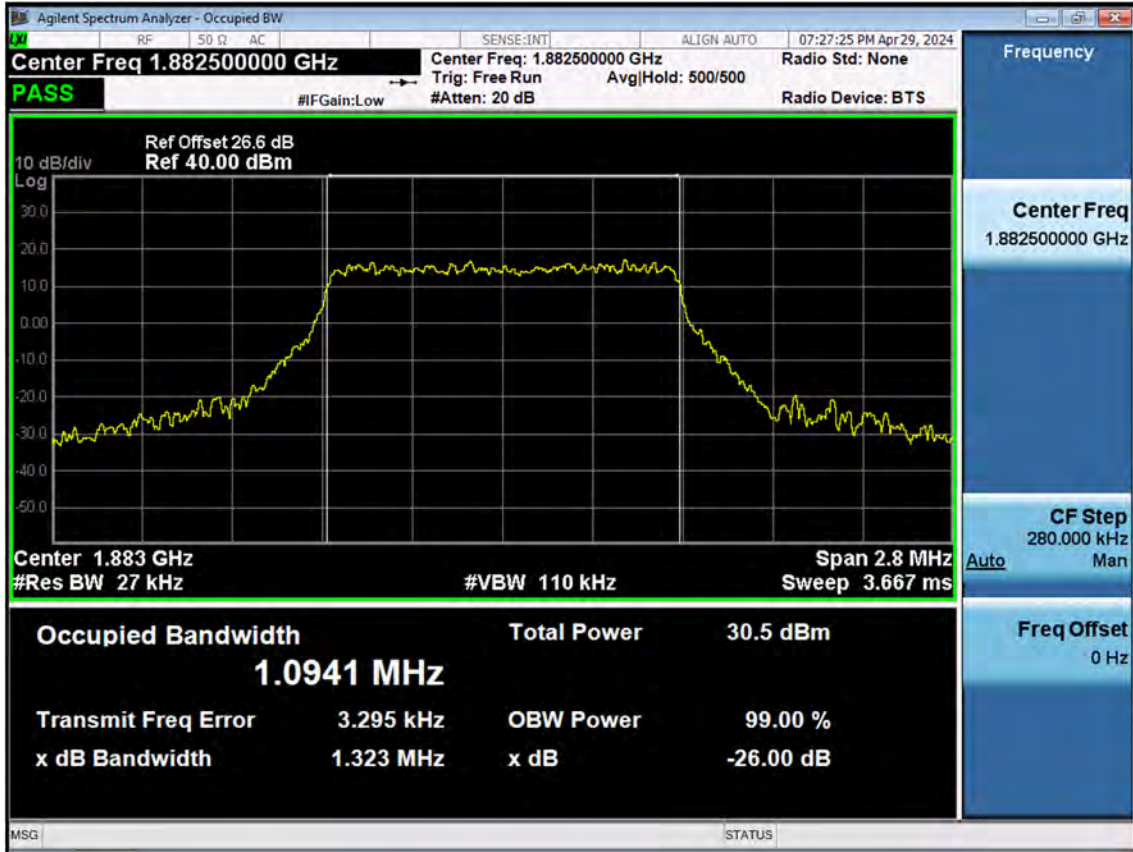 Agilent Spectrum Analyzer - Occupied BW
LXI RF 50 Ω AC SENSE:INT ALIGN AUTO 07:27:25 PM Apr 29, 2024
Center Freq 1.882500000 GHz
PASS
#IFGain:Low
Center Freq: 1.882500000 GHz
Trig: Free Run Avg|Hold: 500/500
#Atten: 20 dB
Radio Std: None
Radio Device: BTS
Ref Offset 26.6 dB
10 dB/div Ref 40.00 dBm
Log
30.0
20.0
10.0
0.00
-10.0
-20.0
-30.0
-40.0
-50.0
Center 1.883 GHz Span 2.8 MHz
#Res BW 27 kHz #VBW 110 kHz Sweep 3.667 ms
Occupied Bandwidth Total Power 30.5 dBm
1.0941 MHz
Transmit Freq Error 3.295 kHz OBW Power 99.00 %
x dB Bandwidth 1.323 MHz x dB -26.00 dB
MSG STATUS
Frequency
Center Freq
1.882500000 GHz
CF Step
280.000 kHz
Auto Man
Freq Offset
0 Hz